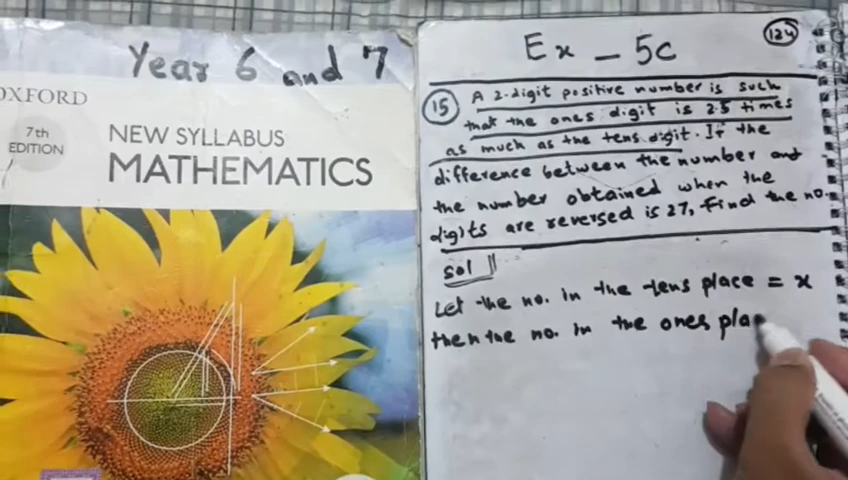 Year 6 and 7
OXFORD
7th
EDITION
NEW SYLLABUS
MATHEMATICS
124
Ex - 5c
15 A 2-digit positive number is such
that the ones digit is 2.5 times
as much as the tens digit. If the
difference between the number and
the number obtained when the
digits are reversed is 27, find the no.
Sol
Let the no. in the tens place = x
then the no. in the ones pla